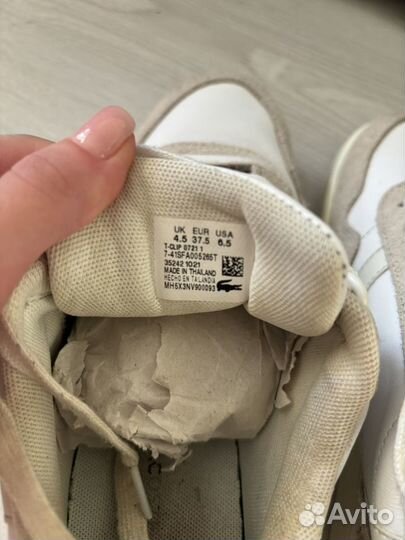 UK EUR USA
4.5 37.5 6.5
T-CLIP 0721 1
7-41SFA005265T
35242 1021
MADE IN THAILAND
HECHO EN TAILANDIA
MH5X3NV900093
Avito